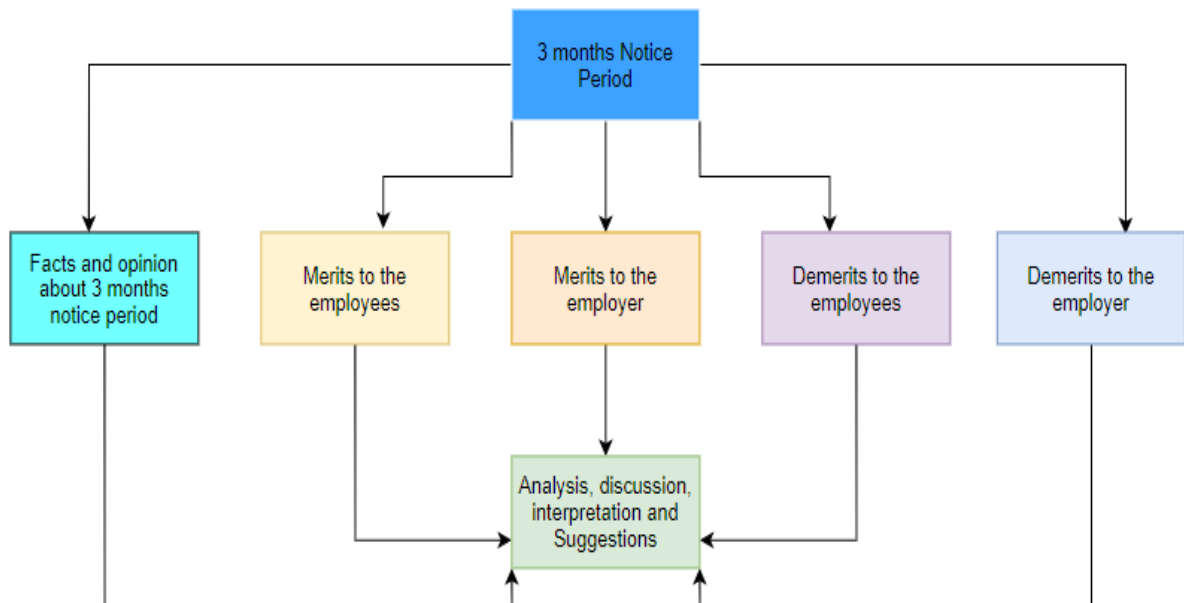 3 months Notice
Period
Facts and opinion
about 3 months
notice period
Merits to the
employees
Merits to the
employer
Demerits to the
employees
Demerits to the
employer
Analysis, discussion,
interpretation and
Suggestions